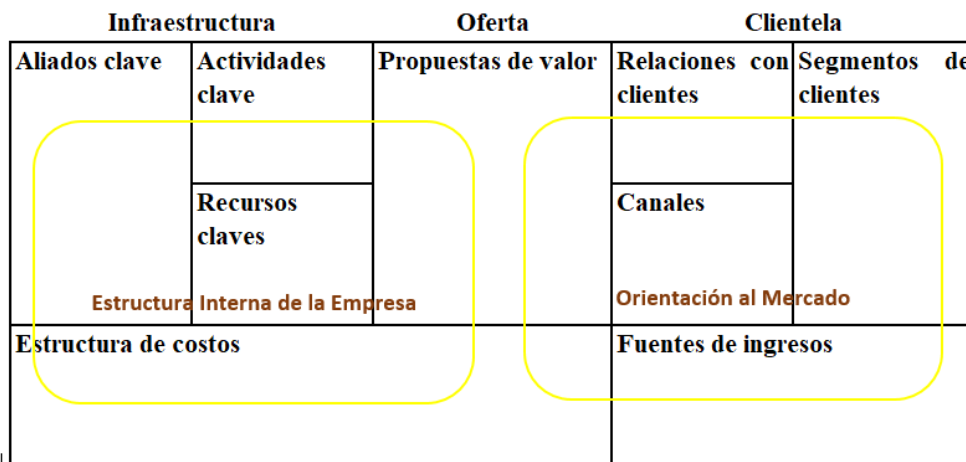 Infraestructura
Oferta
Clientela
Aliados clave
Actividades
clave
Propuestas de valor
Relaciones con
clientes
Segmentos de
clientes
Recursos
claves
Canales
Estructura Interna de la Empresa
Orientación al Mercado
Estructura de costos
Fuentes de ingresos